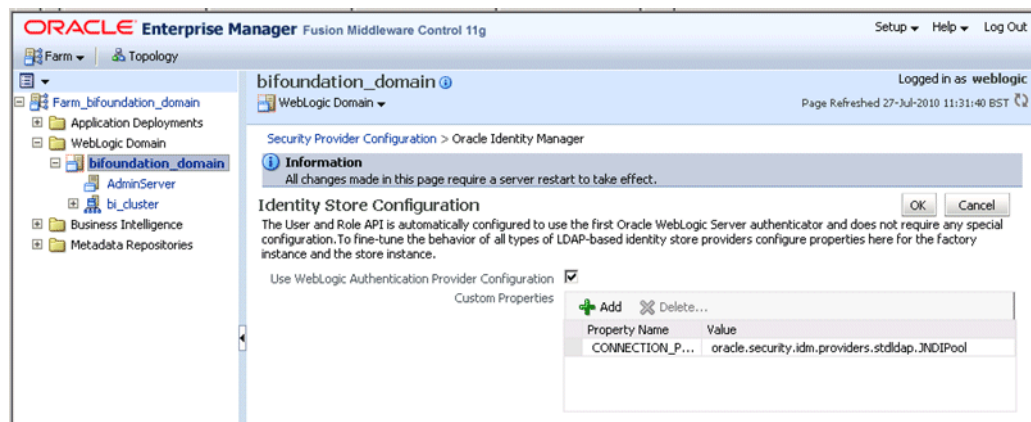 ORACLE Enterprise Manager Fusion Middleware Control 11g
Setup Help Log Out
Farm Topology
Farm_bifoundation_domain
Application Deployments
WebLogic Domain
bifoundation_domain
AdminServer
bi_cluster
Business Intelligence
Metadata Repositories
bifoundation_domain
Logged in as weblogic
WebLogic Domain
Page Refreshed 27-Jul-2010 11:31:40 BST
Security Provider Configuration > Oracle Identity Manager
Information
All changes made in this page require a server restart to take effect.
Identity Store Configuration
OK Cancel
The User and Role API is automatically configured to use the first Oracle WebLogic Server authenticator and does not require any special
configuration.To fine-tune the behavior of all types of LDAP-based identity store providers configure properties here for the factory
instance and the store instance.
Use WebLogic Authentication Provider Configuration
Custom Properties
Add Delete...
Property Name Value
CONNECTION_P... oracle.security.idm.providers.stdldap.JNDIPool